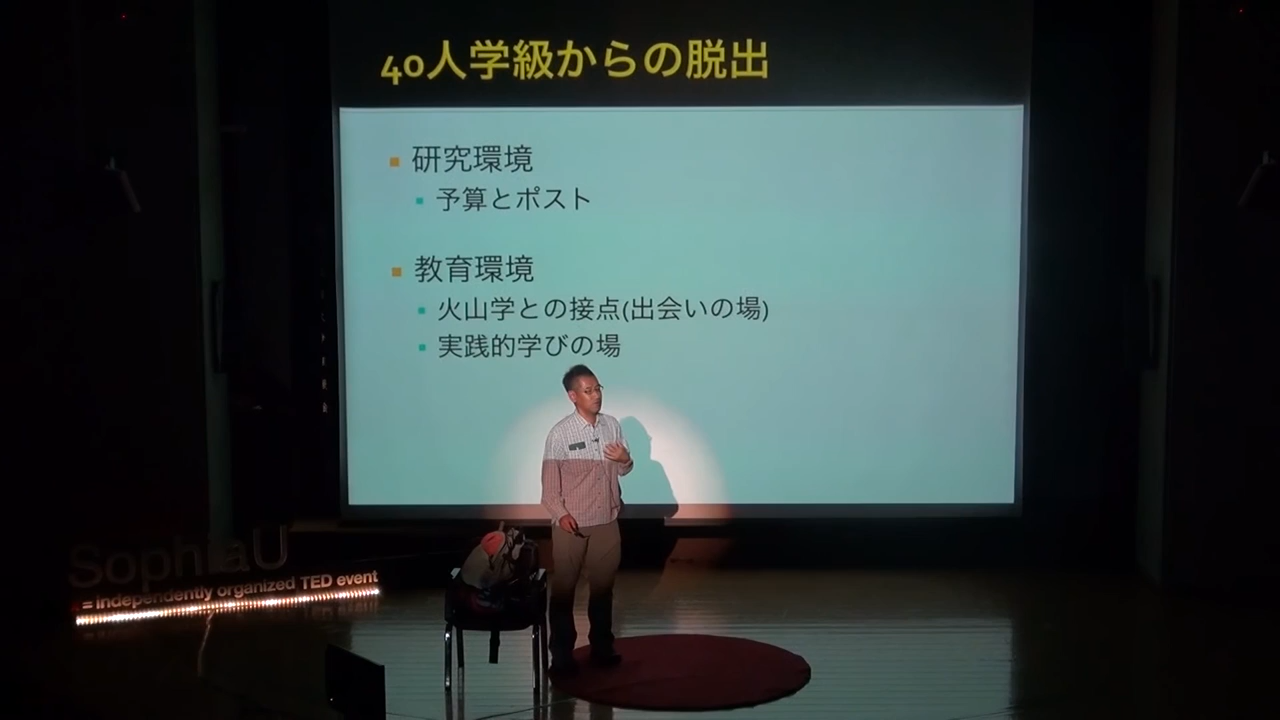 40人学級からの脱出
研究環境
予算とポスト
教育環境
火山学との接点(出会いの場)
実践的学びの場
SophiaU
= independently organized TED event